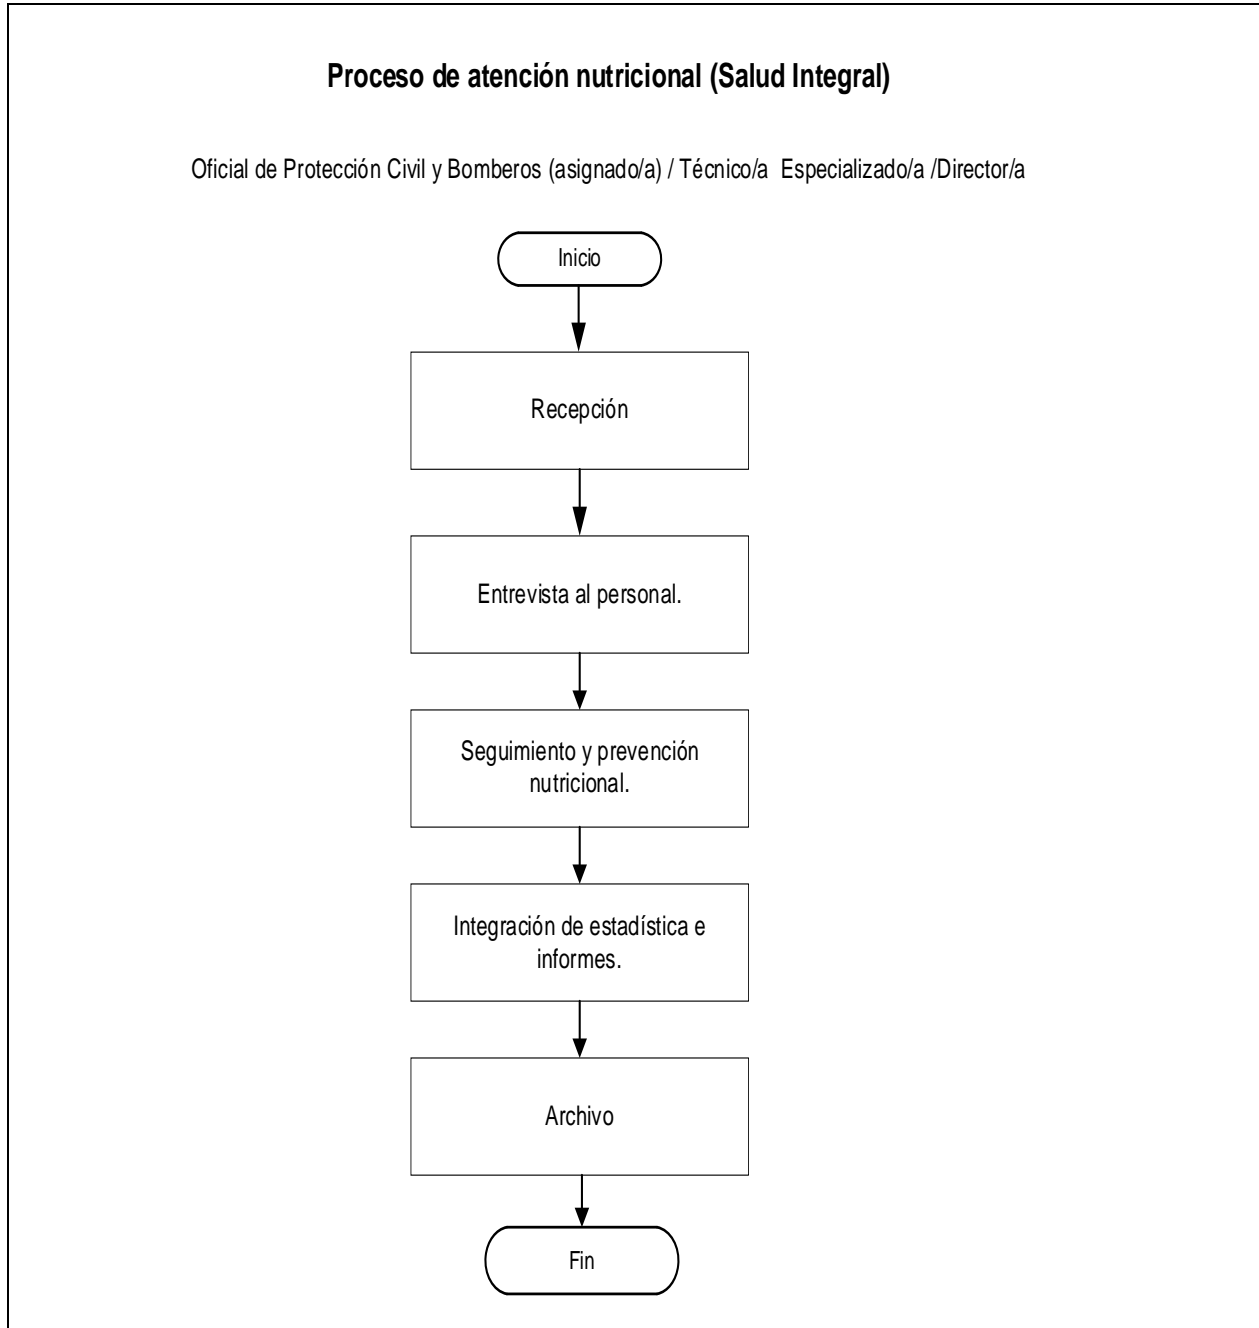 Proceso de atención nutricional (Salud Integral)
Oficial de Protección Civil y Bomberos (asignado/a) / Técnico/a Especializado/a /Director/a
Inicio
Recepción
Entrevista al personal.
Seguimiento y prevención
nutricional.
Integración de estadística e
informes.
Archivo
Fin